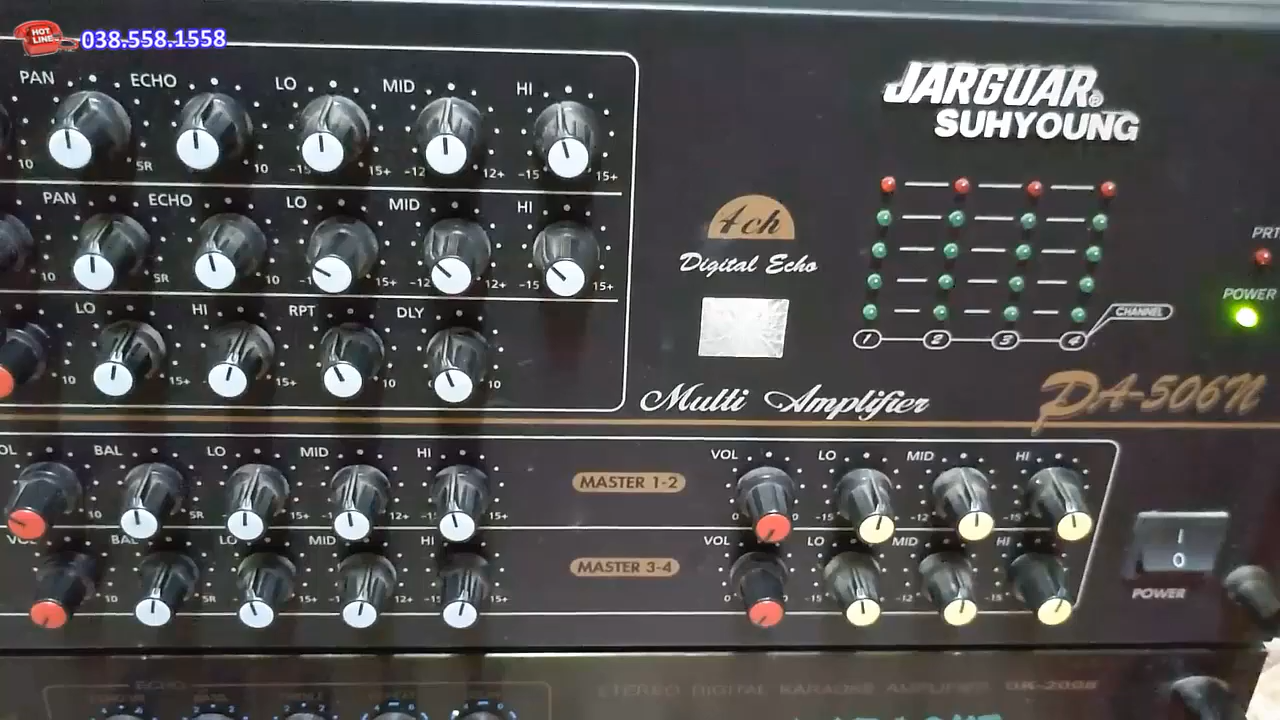 HOT LINE 038.558.1558
PAN ECHO LO MID HI
10 SR 10 -15 15+ -12 12+ -15 15+
JARGUAR®
SUHYOUNG
PAN ECHO LO MID HI
10 SR 10 15+ -12 12+ -15 15+
4ch
Digital Echo
PRT
POWER
CHANNEL
1 2 3 4
LO HI RPT DLY
10 15+ 15+ 10 10
Multi Amplifier
PA-506N
BAL LO MID HI
10 SR 15+ 12+ 15+
MASTER 1-2
VOL LO MID HI
0 -15 -12 -15
VOL BAL LO MID HI
10 SR 15+ 12+ 15+
MASTER 3-4
VOL LO MID HI
0 0 -15 -12 -15
I
O
POWER
ECHO
STEREO DIGITAL KARAOKE AMPLIFIER